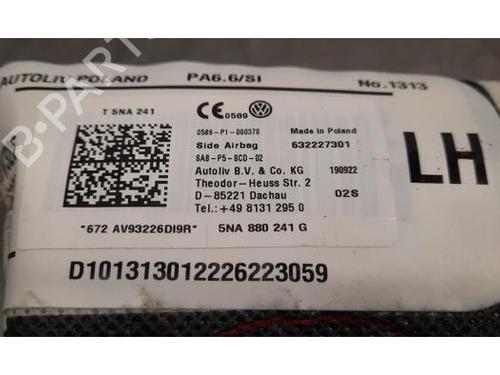 AUTOLIV POLAND PA6.6/SI No.1313
T 5NA 241
CE 0589
0589-P1-000370 Made in Poland
Side Airbag 632227301
SAB-P5-SCD-02
Autoliv B.V. & Co. KG 190922
Theodor-Heuss Str. 2
D-85221 Dachau 02S
Tel.:+49 8131 295 0
*672 AV93226DI9R* 5NA 880 241 G
LH
D101313012226223059